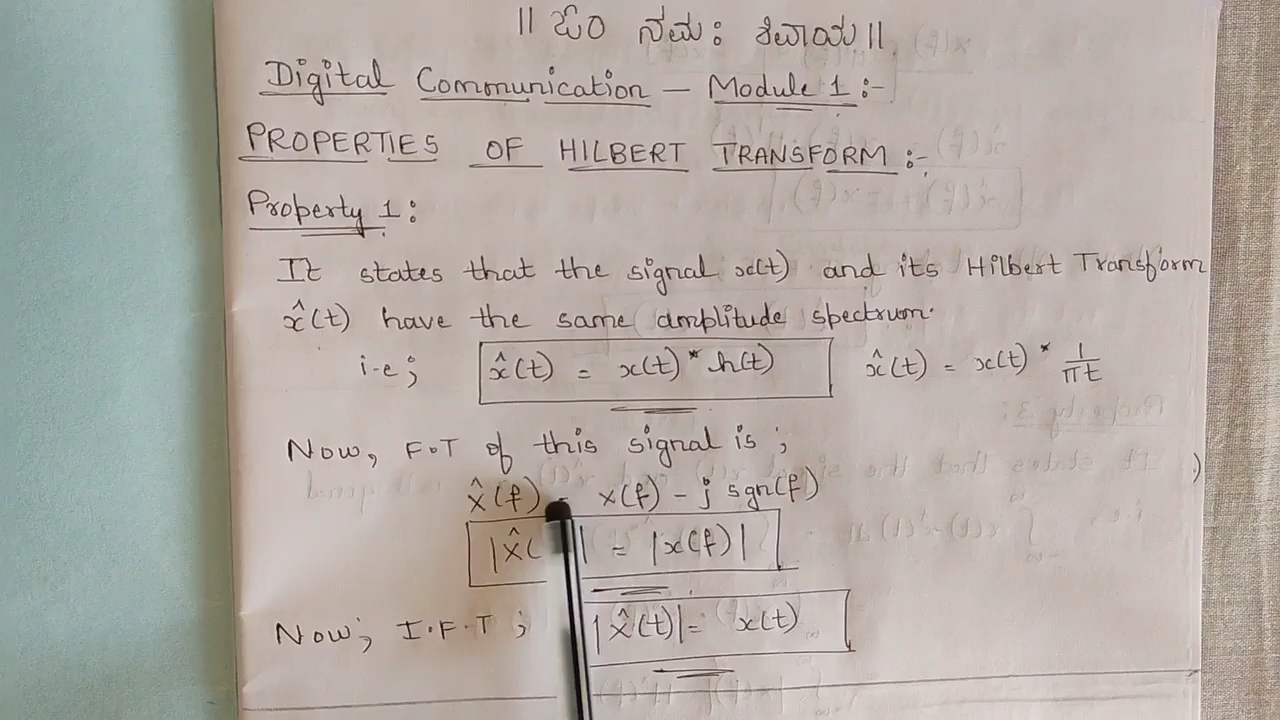 ॥ ಓಂ ನಮಃ ಶಿವಾಯ ॥
Digital Communication – Module 1 :-
PROPERTIES OF HILBERT TRANSFORM :-
Property 1 :
It states that the signal x(t) and its Hilbert Transform
x̂(t) have the same amplitude spectrum.
i.e; x̂(t) = x(t) * h(t) x̂(t) = x(t) * 1/πt
Now, F.T of this signal is ;
X̂(f) = x(f) - j sgn(f)
|X̂( | = |x(f)|
Now; I.F.T ; |x̂(t)| = x(t)